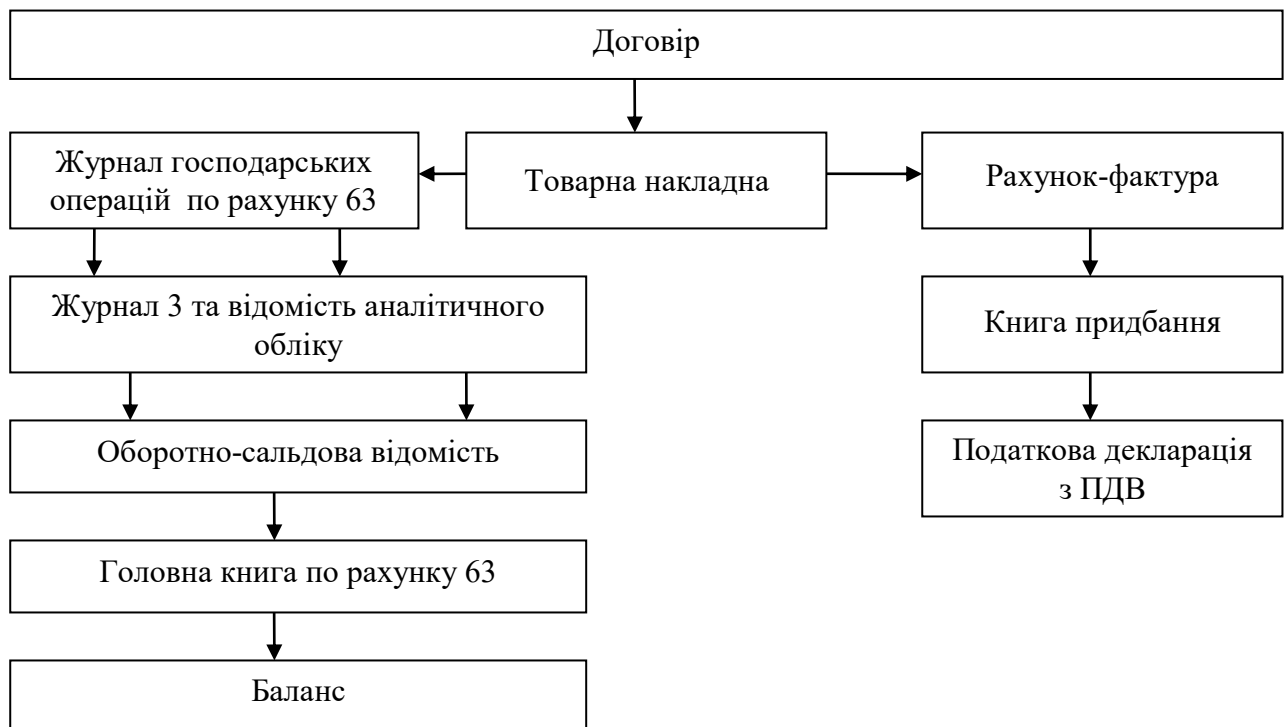 Договір
Журнал господарських
операцій по рахунку 63
Товарна накладна
Рахунок-фактура
Журнал 3 та відомість аналітичного
обліку
Книга придбання
Оборотно-сальдова відомість
Податкова декларація
з ПДВ
Головна книга по рахунку 63
Баланс